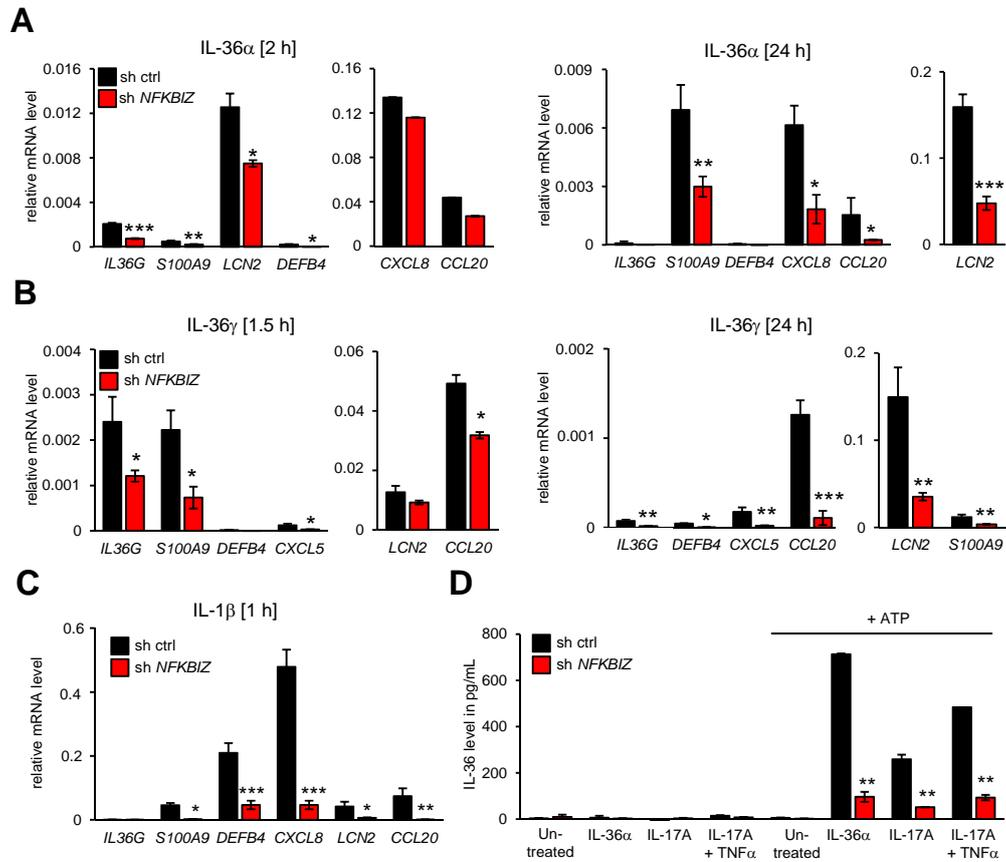 A
IL-36α [2 h]
relative mRNA level
0.016
0.012
0.008
0.004
0
sh ctrl
sh NFKBIZ
*** ** * *
IL36G S100A9 LCN2 DEFB4
0.16
0.12
0.08
0.04
0
CXCL8 CCL20
IL-36α [24 h]
relative mRNA level
0.009
0.006
0.003
0
** * *
IL36G S100A9 DEFB4 CXCL8 CCL20
0.2
0.1
0
***
LCN2
B
IL-36γ [1.5 h]
relative mRNA level
0.004
0.003
0.002
0.001
0
sh ctrl
sh NFKBIZ
* * *
IL36G S100A9 DEFB4 CXCL5
0.06
0.04
0.02
0
*
LCN2 CCL20
IL-36γ [24 h]
relative mRNA level
0.002
0.001
0
** * ** ***
IL36G DEFB4 CXCL5 CCL20
0.2
0.1
0
** **
LCN2 S100A9
C
IL-1β [1 h]
relative mRNA level
0.6
0.4
0.2
0
sh ctrl
sh NFKBIZ
* *** *** * **
IL36G S100A9 DEFB4 CXCL8 LCN2 CCL20
D
+ ATP
IL-36 level in pg/mL
800
600
400
200
0
sh ctrl
sh NFKBIZ
** ** **
Un- IL-36α IL-17A IL-17A Un- IL-36α IL-17A IL-17A
treated + TNFα treated + TNFα